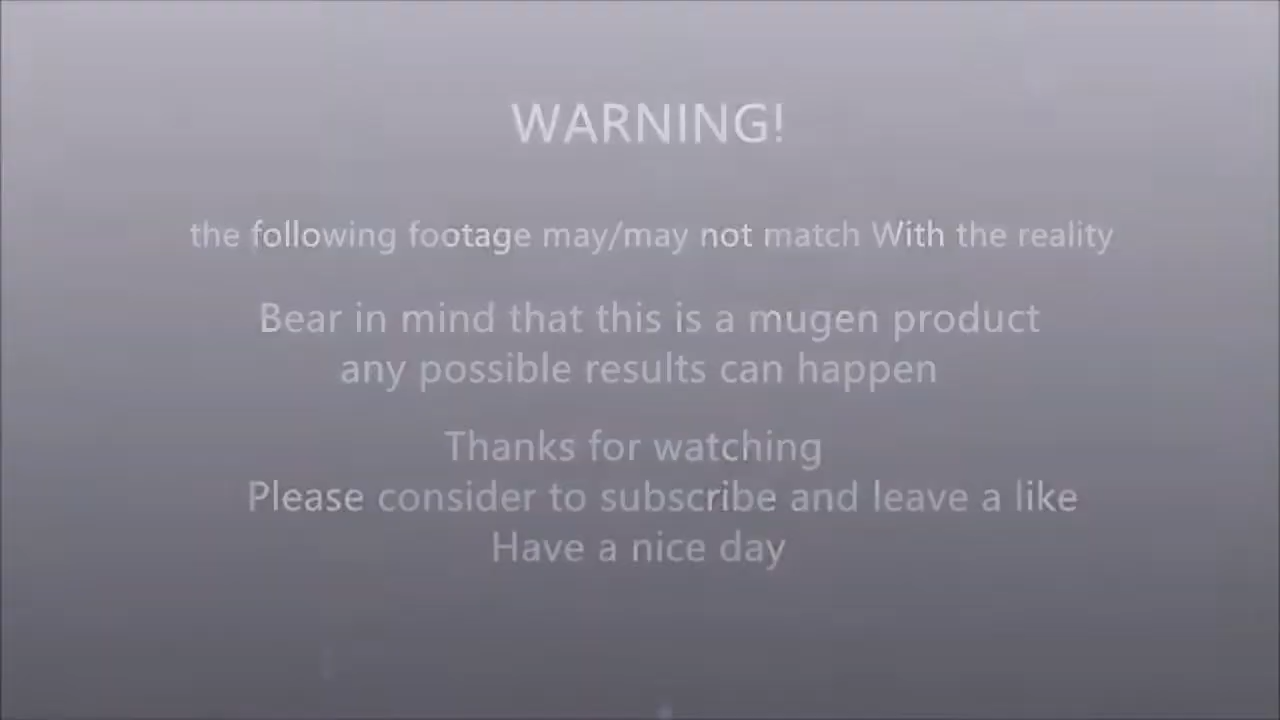 WARNING!
the following footage may/may not match With the reality
Bear in mind that this is a mugen product
any possible results can happen
Thanks for watching
Please consider to subscribe and leave a like
Have a nice day